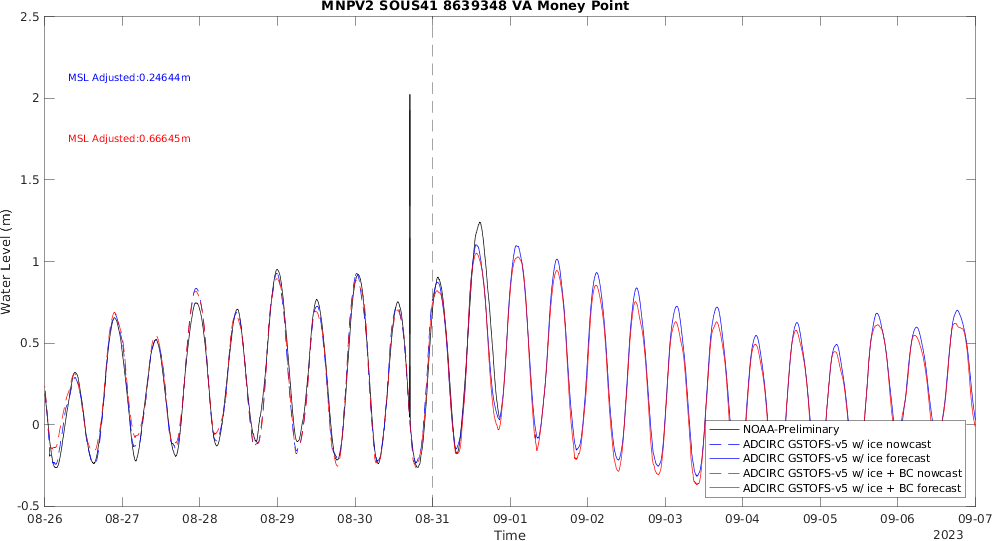 MNPV2 SOUS41 8639348 VA Money Point
2.5
2
1.5
1
0.5
0
-0.5
Water Level (m)
MSL Adjusted:0.24644m
MSL Adjusted:0.66645m
NOAA-Preliminary
ADCIRC GSTOFS-v5 w/ ice nowcast
ADCIRC GSTOFS-v5 w/ ice forecast
ADCIRC GSTOFS-v5 w/ ice + BC nowcast
ADCIRC GSTOFS-v5 w/ ice + BC forecast
08-26 08-27 08-28 08-29 08-30 08-31 09-01 09-02 09-03 09-04 09-05 09-06 09-07
Time
2023